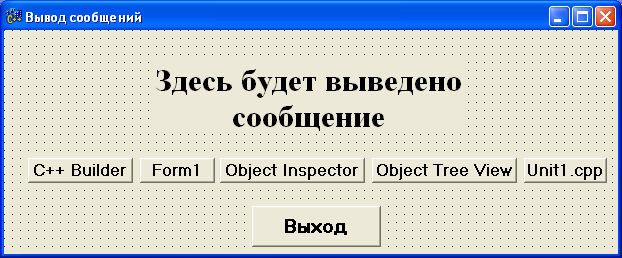 Вывод сообщений
Здесь будет выведено
сообщение
C++ Builder Form1 Object Inspector Object Tree View Unit1.cpp
Выход